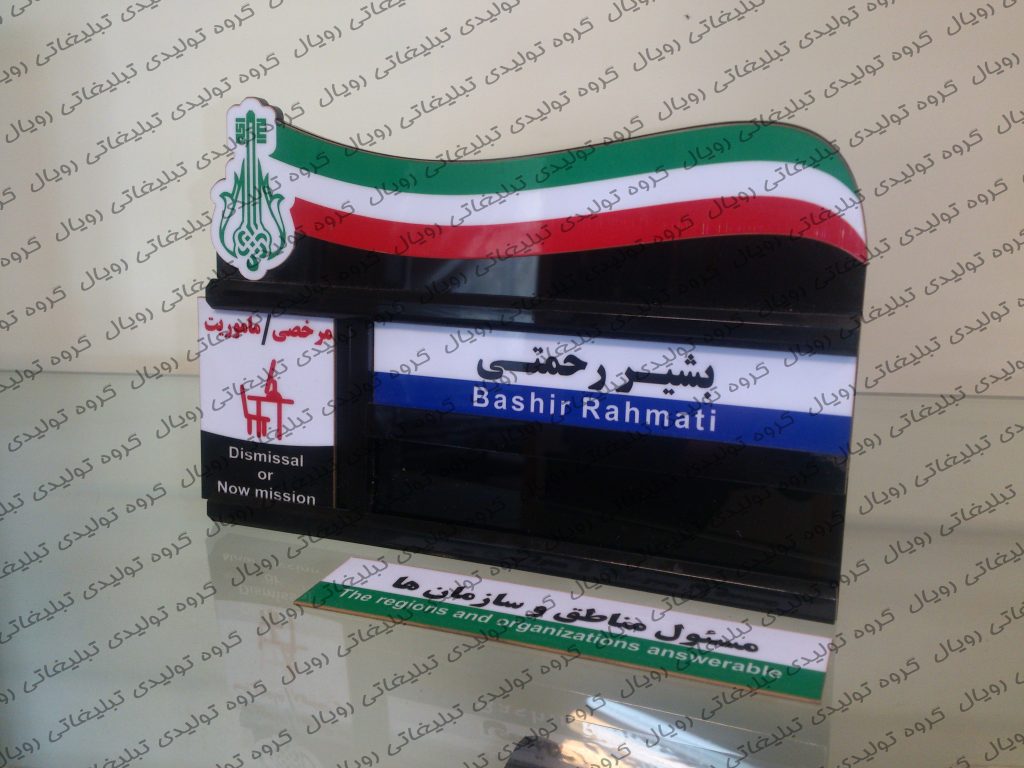 مرخصی/ماموریت
Dismissal
or
Now mission
بشیر رحمتی
Bashir Rahmati
مسئول مناطق و سازمان ها
The regions and organizations answerable
گروه تولیدی تبلیغاتی رویال